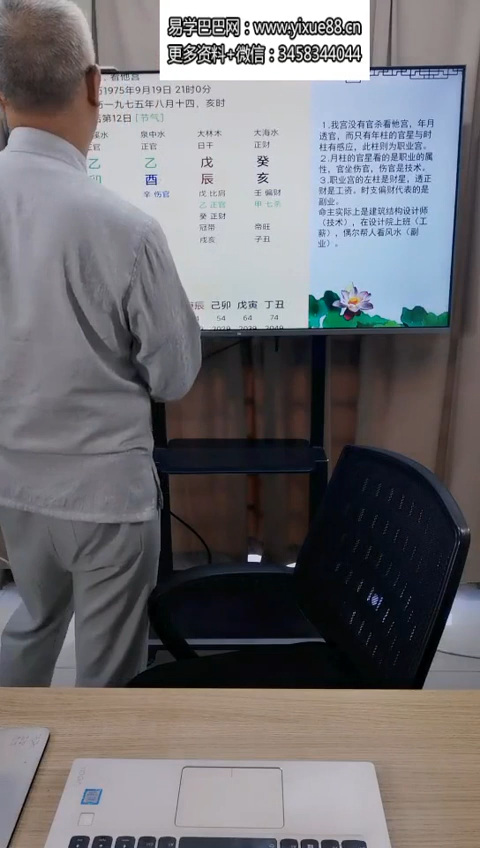 易学巴巴网：www.yixue88.cn
更多资料+微信：3458344044
看他宫
1975年9月19日 21时0分
一九七五年八月十四，亥时
第12日 [节气]
泉中水 大林木 大海水
正官 日干 正财
乙 乙 戊 癸
酉 辰 亥
辛 伤官 戊 比肩 壬 偏财
乙 正官 甲 七杀
癸 正财
冠带 帝旺
戌亥 子丑
庚辰 己卯 戊寅 丁丑
54 64 74
2029 2039 2049
1.我宫没有官杀看他宫，年月
透官，而只有年柱的官星与时
柱有感应，此柱则为职业宫。
2.月柱的官星看的是职业的属
性，官坐伤官，伤官是技术。
3.职业宫的左柱是财星，透正
财是工资。时支偏财代表的是
副业。
命主实际上是建筑结构设计师
（技术），在设计院上班（工
薪），偶尔帮人看风水（副
业）。